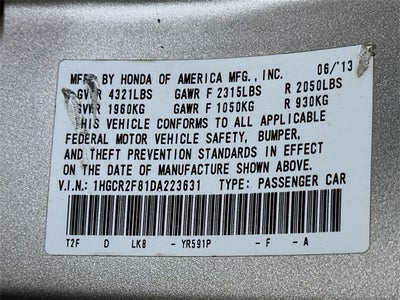 MFD BY HONDA OF AMERICA MFG., INC. 06/'13
GVWR 4321LBS GAWR F 2315LBS R 2050LBS
GVWR 1960KG GAWR F 1050KG R 930KG
THIS VEHICLE CONFORMS TO ALL APPLICABLE
FEDERAL MOTOR VEHICLE SAFETY, BUMPER,
AND THEFT PREVENTION STANDARDS IN EFFECT
ON THE DATE OF MANUFACTURE SHOWN ABOVE.
V.I.N.: 1HGCR2F81DA223631 TYPE: PASSENGER CAR
T2F D LK8 -YR591P -F -A